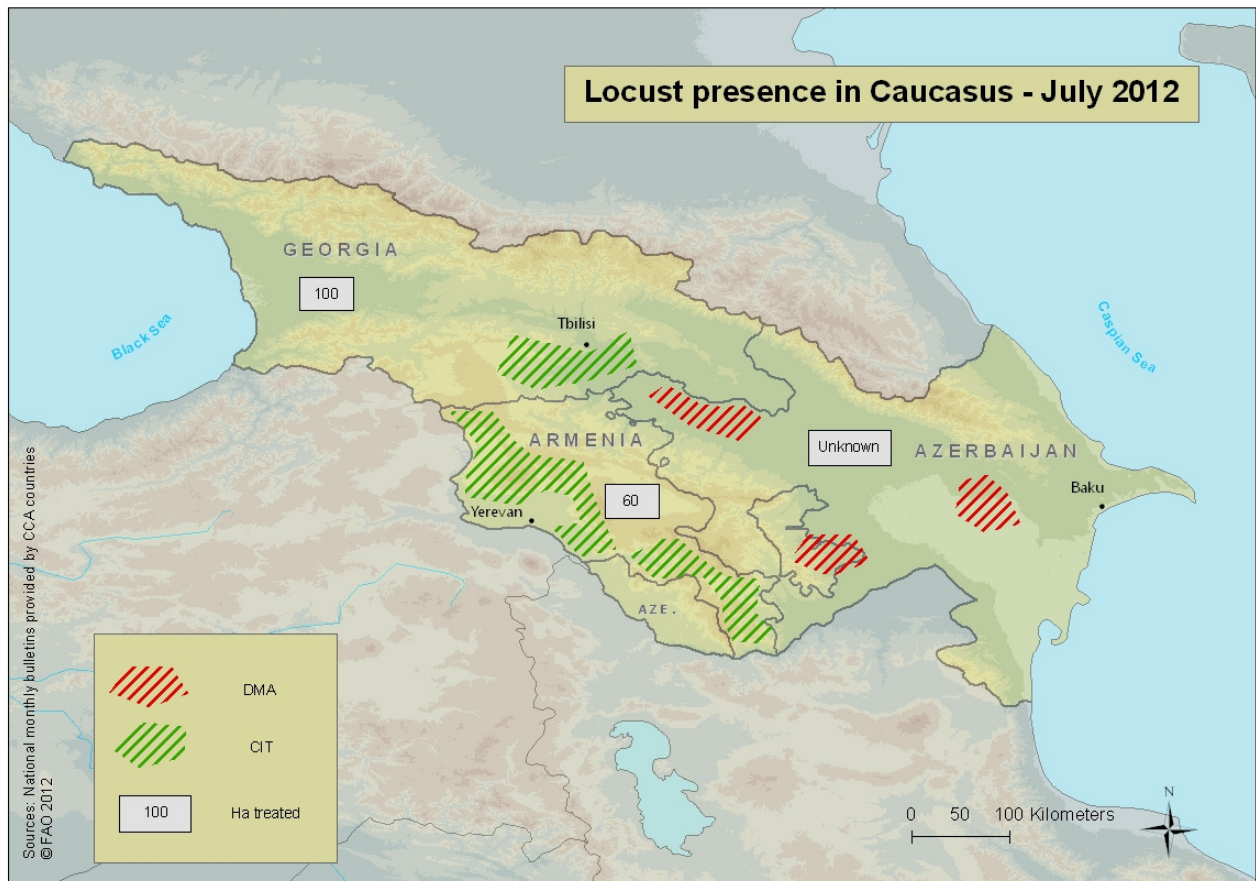 Locust presence in Caucasus - July 2012
GEORGIA
100
Black Sea
Tbilisi
Caspian Sea
ARMENIA
Unknown
AZERBAIJAN
60
Yerevan
Baku
AZE.
DMA
CIT
100
Ha treated
0 50 100 Kilometers
N
Sources: National monthly bulletins provided by CCA countries
© FAO 2012